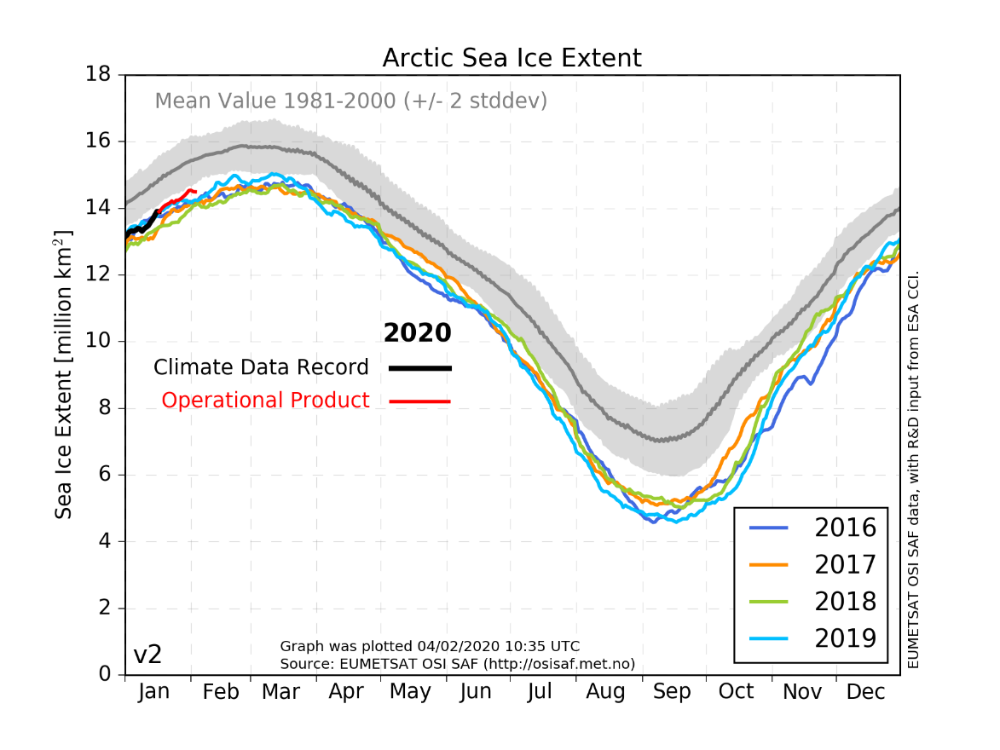 Arctic Sea Ice Extent
Mean Value 1981-2000 (+/- 2 stddev)
18
16
14
12
10
8
6
4
2
0
Sea Ice Extent [million km²]
2020
Climate Data Record
Operational Product
2016
2017
2018
2019
v2
Graph was plotted 04/02/2020 10:35 UTC
Source: EUMETSAT OSI SAF (http://osisaf.met.no)
Jan Feb Mar Apr May Jun Jul Aug Sep Oct Nov Dec
EUMETSAT OSI SAF data, with R&D input from ESA CCI.